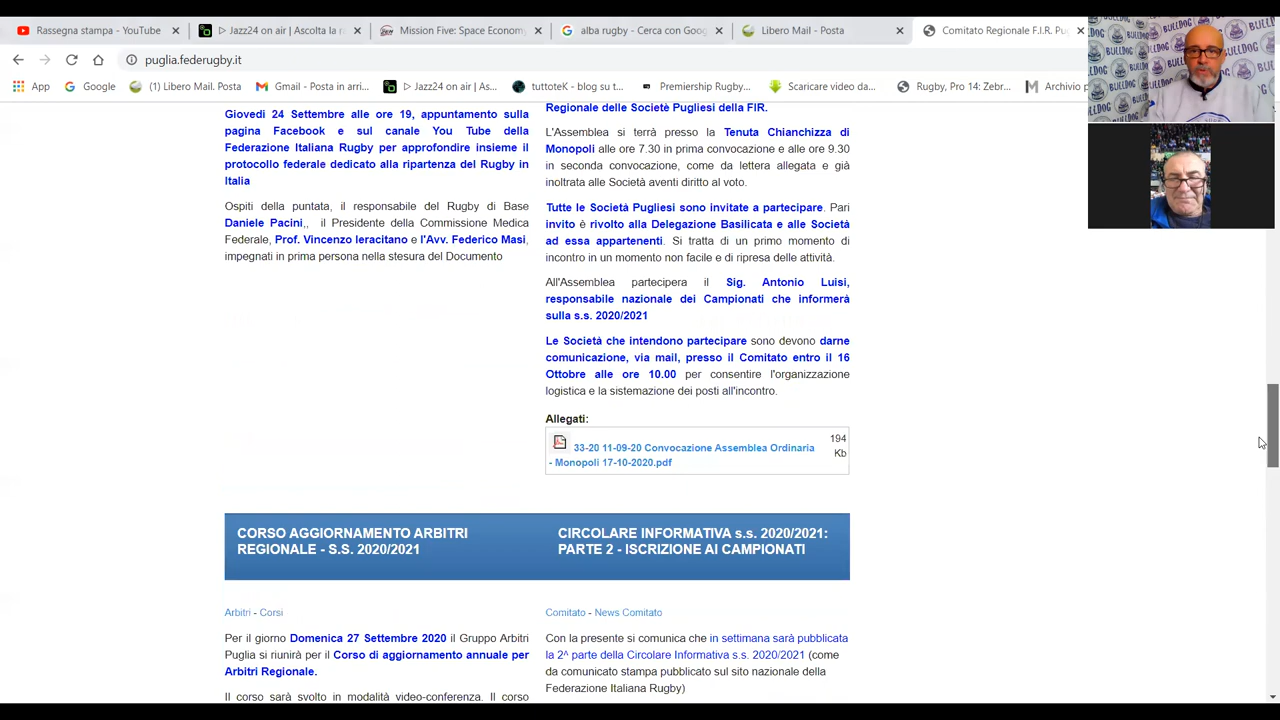 Rassegna stampa - YouTube
Jazz24 on air | Ascolta la r
Mission Five: Space Econom
alba rugby - Cerca con Goog
Libero Mail - Posta
Comitato Regionale F.I.R. Pu
puglia.federugby.it
App
Google
(1) Libero Mail. Posta
Gmail - Posta in arri...
Jazz24 on air | As...
tuttoteK - blog su t...
Premiership Rugby...
Scaricare video da...
Rugby, Pro 14: Zebr...
Archivio p
BULLDOG
Giovedi 24 Settembre alle ore 19, appuntamento sulla
pagina Facebook e sul canale You Tube della
Federazione Italiana Rugby per approfondire insieme il
protocollo federale dedicato alla ripartenza del Rugby in
Italia
Ospiti della puntata, il responsabile del Rugby di Base
Daniele Pacini,, il Presidente della Commissione Medica
Federale, Prof. Vincenzo Ieracitano e l'Avv. Federico Masi,
impegnati in prima persona nella stesura del Documento
Regionale delle Societè Pugliesi della FIR.
L'Assemblea si terrà presso la Tenuta Chianchizza di
Monopoli alle ore 7.30 in prima convocazione e alle ore 9.30
in seconda convocazione, come da lettera allegata e già
inoltrata alle Società aventi diritto al voto.
Tutte le Società Pugliesi sono invitate a partecipare. Pari
invito è rivolto alla Delegazione Basilicata e alle Società
ad essa appartenenti. Si tratta di un primo momento di
incontro in un momento non facile e di ripresa delle attività.
All'Assemblea partecipera il Sig. Antonio Luisi,
responsabile nazionale dei Campionati che informerà
sulla s.s. 2020/2021
Le Società che intendono partecipare sono devono darne
comunicazione, via mail, presso il Comitato entro il 16
Ottobre alle ore 10.00 per consentire l'organizzazione
logistica e la sistemazione dei posti all'incontro.
Allegati:
33-20 11-09-20 Convocazione Assemblea Ordinaria
- Monopoli 17-10-2020.pdf
194
Kb
CORSO AGGIORNAMENTO ARBITRI
REGIONALE - S.S. 2020/2021
CIRCOLARE INFORMATIVA s.s. 2020/2021:
PARTE 2 - ISCRIZIONE AI CAMPIONATI
Arbitri - Corsi
Per il giorno Domenica 27 Settembre 2020 il Gruppo Arbitri
Puglia si riunirà per il Corso di aggiornamento annuale per
Arbitri Regionale.
Il corso sarà svolto in modalità video-conferenza. Il corso
Comitato - News Comitato
Con la presente si comunica che in settimana sarà pubblicata
la 2^ parte della Circolare Informativa s.s. 2020/2021 (come
da comunicato stampa pubblicato sul sito nazionale della
Federazione Italiana Rugby)